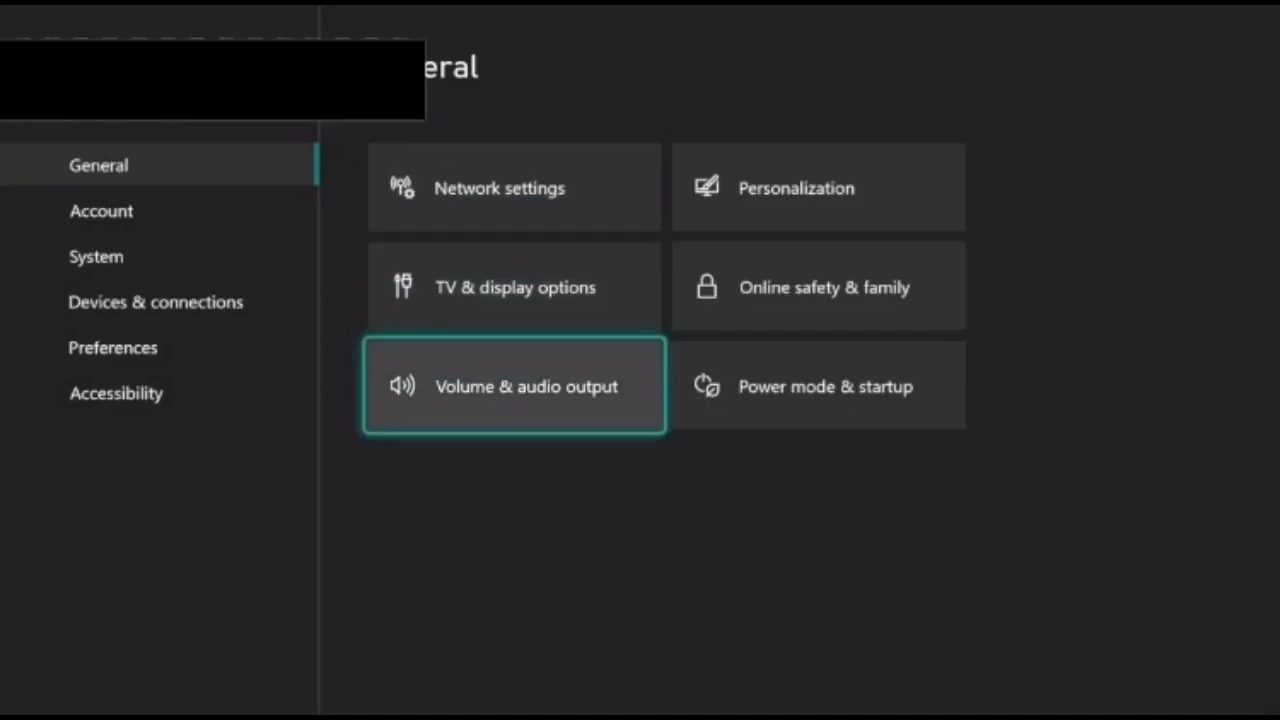 eral
General
Account
System
Devices & connections
Preferences
Accessibility
Network settings
Personalization
TV & display options
Online safety & family
Volume & audio output
Power mode & startup